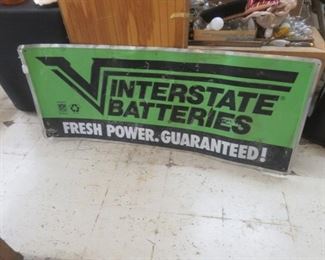 INTERSTATE®
BATTERIES
FRESH POWER. GUARANTEED!